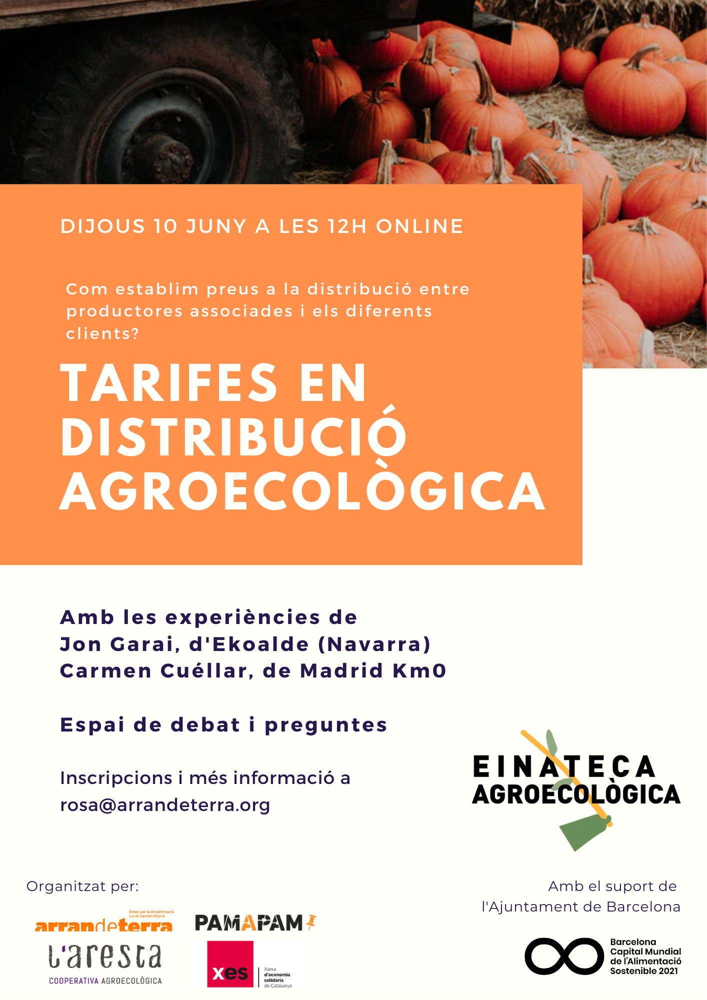 DIJOUS 10 JUNY A LES 12H ONLINE
Com establim preus a la distribució entre
productores associades i els diferents
clients?
TARIFES EN
DISTRIBUCIÓ
AGROECOLÒGICA
Amb les experiències de
Jon Garai, d'Ekoalde (Navarra)
Carmen Cuéllar, de Madrid Km0
Espai de debat i preguntes
Inscripcions i més informació a
rosa@arrandeterra.org
EINATECA
AGROECOLÒGICA
Organitzat per:
Eines per la Dinamització
Local Agroecològica
arrandeterra
PAMAPAM
L'aresta
COOPERATIVA AGROECOLÒGICA
xes
Xarxa
d'economia
solidària
de Catalunya
Amb el suport de
l'Ajuntament de Barcelona
Barcelona
Capital Mundial
de l'Alimentació
Sostenible 2021